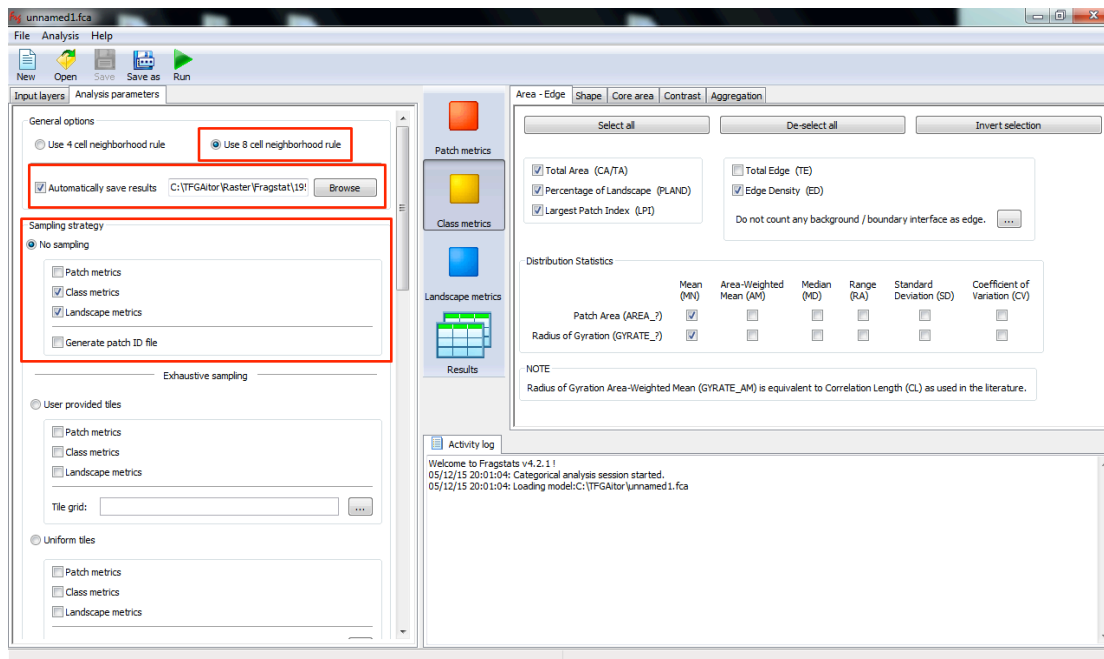 unnamed1.fca
File Analysis Help
New Open Save Save as Run
Input layers Analysis parameters
General options
Use 4 cell neighborhood rule Use 8 cell neighborhood rule
Automatically save results C:\TFGAitor\Raster\Fragstat\19 Browse
Sampling strategy
No sampling
Patch metrics
Class metrics
Landscape metrics
Generate patch ID file
Exhaustive sampling
User provided tiles
Patch metrics
Class metrics
Landscape metrics
Tile grid: ...
Uniform tiles
Patch metrics
Class metrics
Landscape metrics
Patch metrics
Class metrics
Landscape metrics
Results
Area - Edge Shape Core area Contrast Aggregation
Select all De-select all Invert selection
Total Area (CA/TA)
Percentage of Landscape (PLAND)
Largest Patch Index (LPI)
Total Edge (TE)
Edge Density (ED)
Do not count any background / boundary interface as edge. ...
Distribution Statistics
Mean (MN) Area-Weighted Mean (AM) Median (MD) Range (RA) Standard Deviation (SD) Coefficient of Variation (CV)
Patch Area (AREA_?)
Radius of Gyration (GYRATE_?)
NOTE
Radius of Gyration Area-Weighted Mean (GYRATE_AM) is equivalent to Correlation Length (CL) as used in the literature.
Activity log
Welcome to Fragstats v4.2.1 !
05/12/15 20:01:04: Categorical analysis session started.
05/12/15 20:01:04: Loading model:C:\TFGAitor\unnamed1.fca